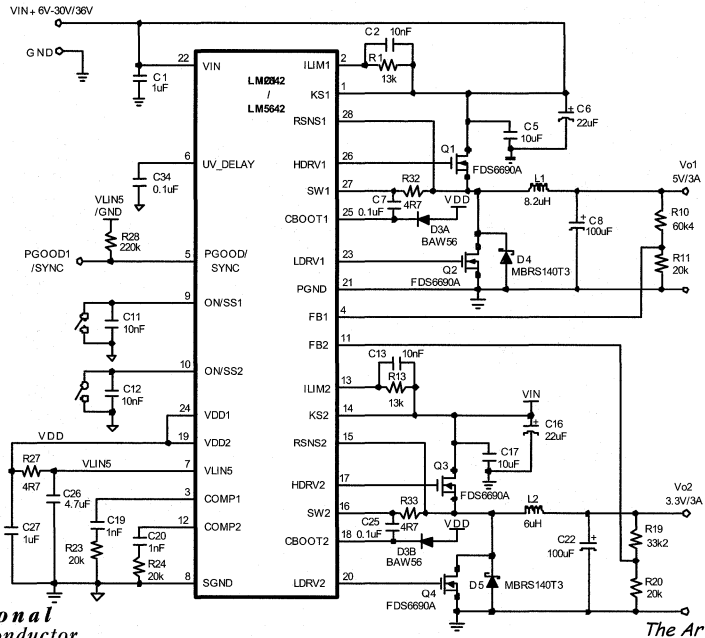 VIN+ 6V-30V/36V
GND
C1
1uF
22
VIN
LM5642
ILIM1
2
C2
10nF
R1
13k
KS1
1
RSNS1
28
C5
10uF
C6
22uF
Q1
FDS6690A
6
UV_DELAY
C34
0.1uF
HDRV1
26
SW1
27
C7
0.1uF
R32
4R7
VDD
L1
8.2uH
Vo1
5V/3A
CBOOT1
25
D3A
BAW56
C8
100uF
R10
60k4
VLIN5
/GND
R28
220k
PGOOD1
/SYNC
5
PGOOD/
SYNC
LDRV1
23
Q2
FDS6690A
D4
MBRS140T3
R11
20k
PGND
21
9
ON/SS1
C11
10nF
FB1
4
FB2
11
10
ON/SS2
C12
10nF
ILIM2
13
C13
10nF
R13
13k
VIN
KS2
14
C16
22uF
24
VDD1
VDD
19
VDD2
RSNS2
15
C17
10uF
R27
4R7
VLIN5
7
VLIN5
HDRV2
17
Q3
FDS6690A
C26
4.7uF
3
COMP1
SW2
16
R33
4R7
C25
0.1uF
VDD
L2
6uH
Vo2
3.3V/3A
C27
1uF
C19
1nF
R23
20k
12
COMP2
C20
1nF
R24
20k
CBOOT2
18
D3B
BAW56
C22
100uF
R19
33k2
8
SGND
LDRV2
20
Q4
FDS6690A
D5
MBRS140T3
R20
20k
onal
onductor
The Ar